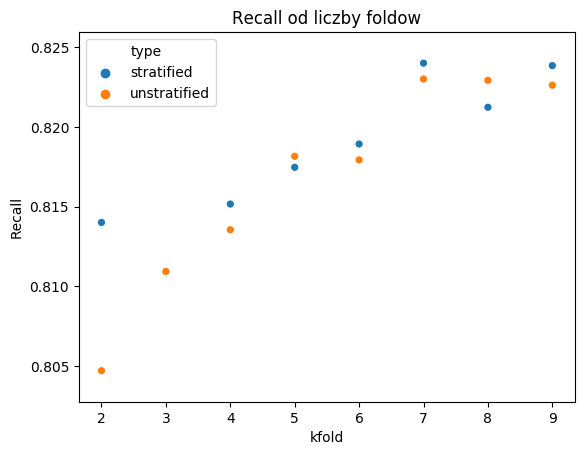 Recall od liczby foldow
type
stratified
unstratified
0.825
0.820
0.815
0.810
0.805
Recall
2 3 4 5 6 7 8 9
kfold